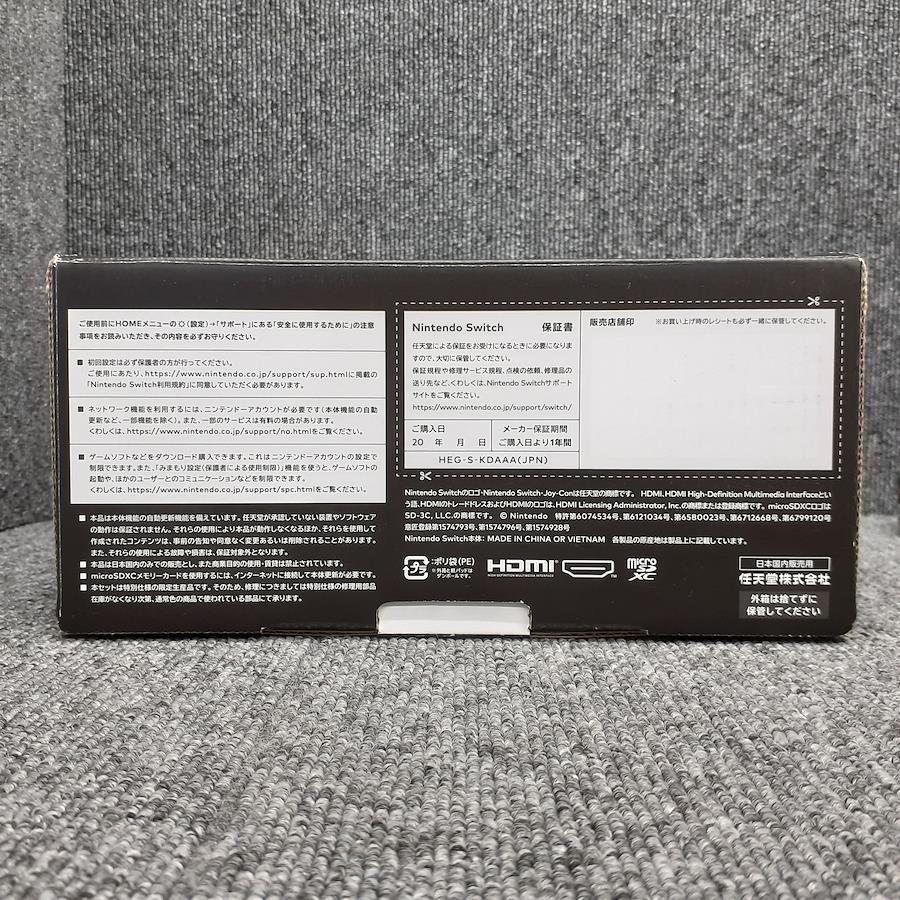 ご使用前にHOMEメニューの(設定)→「サポート」にある「安全に使用するために」の注意
事項をお読みいただき、その内容を必ずお守りください。
■ 初回設定は必ず保護者の方が行ってください。
ご使用にあたり、https://www.nintendo.co.jp/support/sup.htmlに掲載の
「Nintendo Switch利用規約」に同意していただく必要があります。
■ ネットワーク機能を利用するには、ニンテンドーアカウントが必要です(本体機能の自動
更新など、一部機能を除く)。また、一部のサービスは有料の場合があります。
くわしくは、https://www.nintendo.co.jp/support/na.htmlをご覧ください。
■ ゲームソフトなどをダウンロード購入できます。これはニンテンドーアカウントの設定で
制限できます。また、「みまもり設定(保護者による使用制限)」機能を使うと、ゲームソフトの
起動や、ほかのユーザーとのコミュニケーションなどを制限できます。
くわしくは、https://www.nintendo.co.jp/support/spc.htmlをご覧ください。
■ 本品は本体機能の自動更新機能を備えています。任天堂が承認していない装置やソフトウェア
の動作は保証されません。それらの使用により本品が動作しなくなるほか、それらを使用して
作成されたコンテンツは、事前の告知や同意なく変更あるいは削除されることがあります。
また、それらの使用による故障や損害は、保証対象外となります。
■ 本品は日本国内のみでの販売とし、また商業目的の使用・賃貸は禁止されています。
■ microSDXCメモリーカードを使用するには、インターネットに接続して本体更新が必要です。
■ 本セットは特別仕様の限定生産品です。そのため、修理につきましては特別仕様の修理用部品
在庫がなくなり次第、通常色の商品で使われている部品にて承ります。
Nintendo Switch 保証書
任天堂による保証をお受けになるときに必要になりま
すので、大切に保管してください。
保証規程や修理サービス規程、点検の依頼、修理品の
送り先など、くわしくは、Nintendo Switchサポート
サイトをご覧ください。
https://www.nintendo.co.jp/support/switch/
ご購入日
20 年 月 日
メーカー保証期間
ご購入日より1年間
HEG-S-KDAAA(JPN)
販売店舗印 ※お買い上げ時のレシートも必ず一緒に保管してください。
Nintendo Switchのロゴ・Nintendo Switch・Joy-Conは任天堂の商標です。 HDMI、HDMI High-Definition Multimedia Interfaceとい
う語、HDMIのトレードドレスおよびHDMIのロゴは、HDMI Licensing Administrator, Inc.の商標または登録商標です。 microSDXCロゴは
SD-3C, LLC.の商標です。 © Nintendo 特許第6074534号、第6121034号、第6580023号、第6712668号、第6799120号
意匠登録第1574793号、第1574796号、第1574928号
Nintendo Switch本体: MADE IN CHINA OR VIETNAM 各製品の原産地は製品上に記載しています。
プラ
:ポリ袋(PE)
※外箱と紙パッドは
ダンボールです。
HDMI™
HIGH-DEFINITION MULTIMEDIA INTERFACE
micro
SD
XC
日本国内販売用
任天堂株式会社
外箱は捨てずに
保管してください